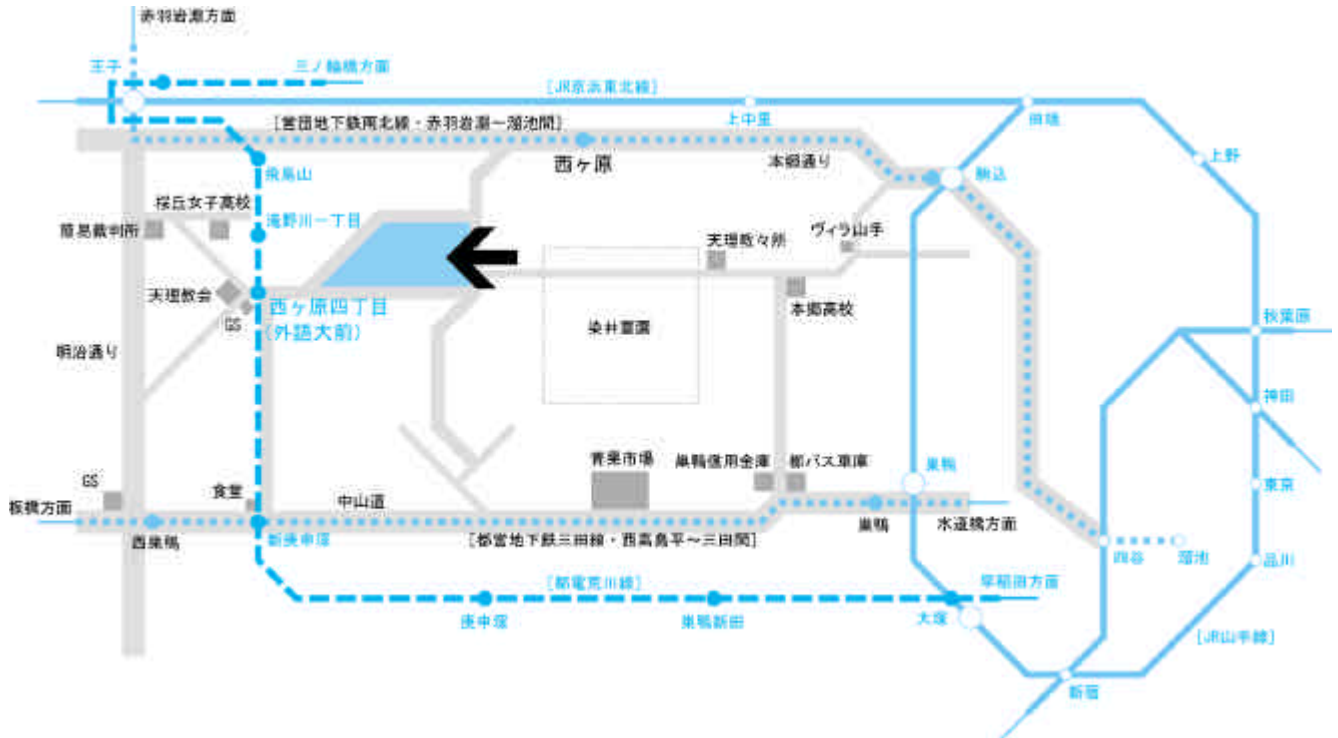 赤羽岩淵方面
王子
三ノ輪橋方面
[JR京浜東北線]
[営団地下鉄南北線・赤羽岩淵～溜池間]
上中里
田端
西ヶ原
本郷通り
駒込
上野
飛鳥山
桜丘女子高校
滝野川一丁目
簡易裁判所
天理教々所
ヴィラ山手
天理教会
GS
西ヶ原四丁目
(外語大前)
本郷高校
染井霊園
秋葉原
明治通り
神田
青果市場
巣鴨信用金庫
都バス車庫
巣鴨
GS
食堂
中山道
東京
板橋方面
西巣鴨
新庚申塚
[都営地下鉄三田線・西高島平～三田間]
巣鴨
水道橋方面
四谷
溜池
品川
[都電荒川線]
早稲田方面
庚申塚
巣鴨新田
大塚
[JR山手線]
新宿